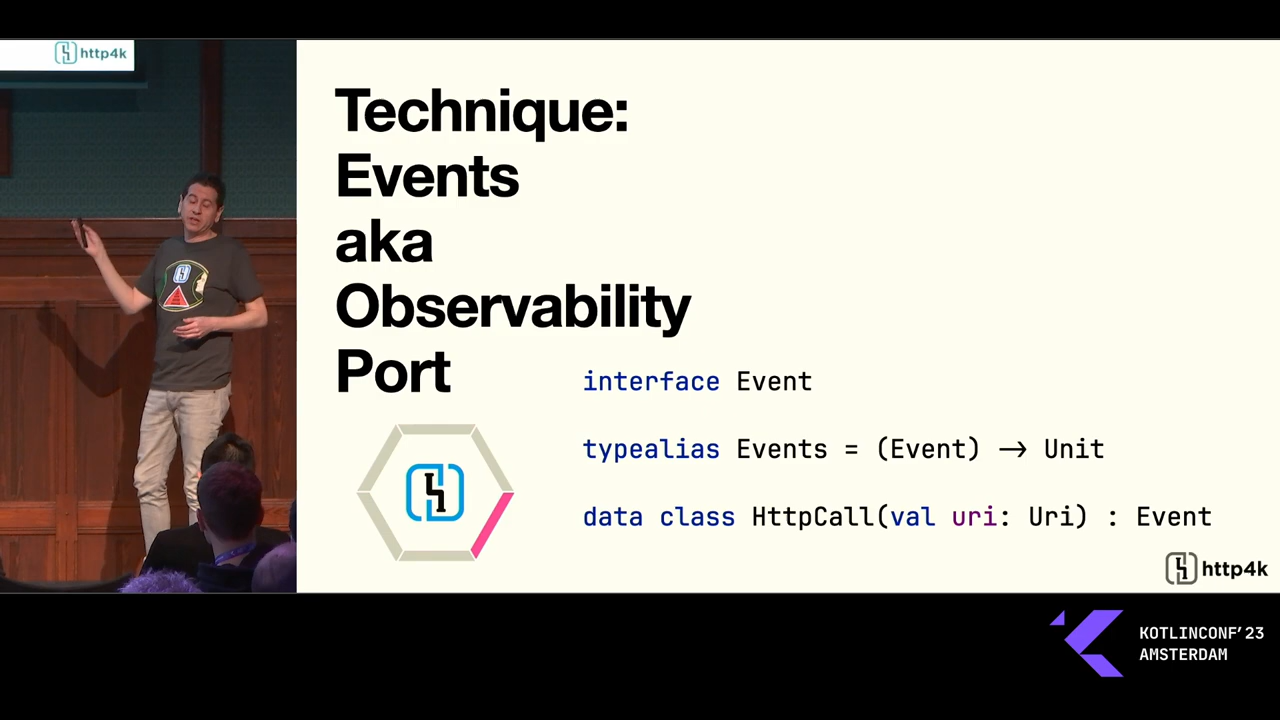 http4k
Technique:
Events
aka
Observability
Port
interface Event
typealias Events = (Event) → Unit
data class HttpCall(val uri: Uri) : Event
http4k
KOTLINCONF'23
AMSTERDAM